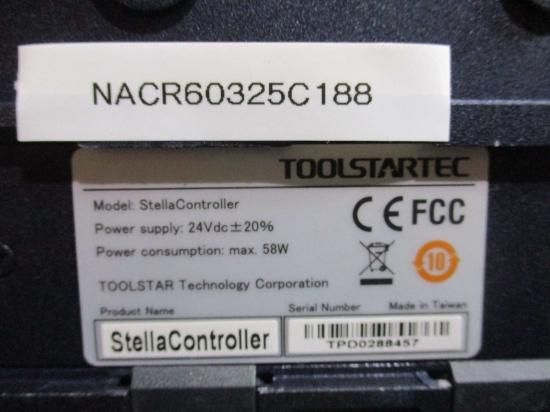 NACR60325C188
TOOLSTARTEC
Model: StellaController
Power supply: 24Vdc±20%
Power consumption: max. 58W
CE FCC
10
TOOLSTAR Technology Corporation
Product Name
Serial Number
Made in Taiwan
StellaController
TPD0288457